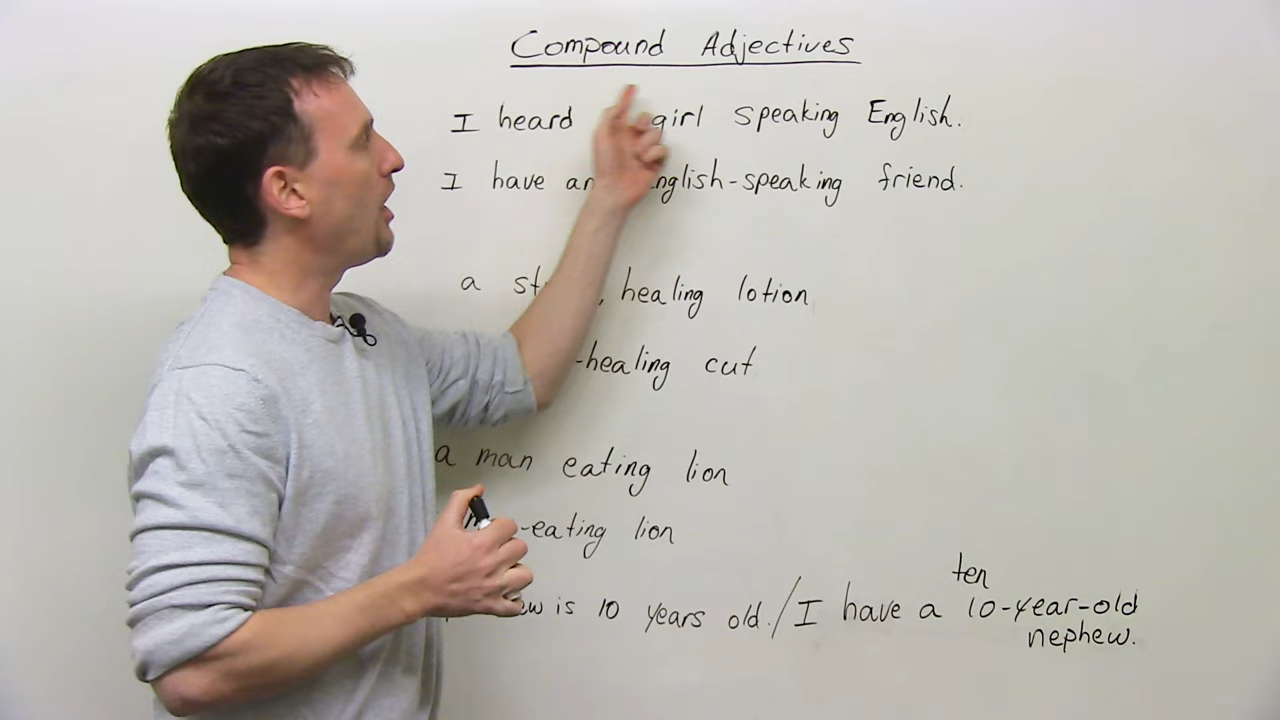 Compound Adjectives
I heard girl speaking English.
I have an English-speaking friend.
a healing lotion
-healing cut
a man eating lion
-eating lion
is 10 years old. / I have a 10-year-old
ten
nephew.